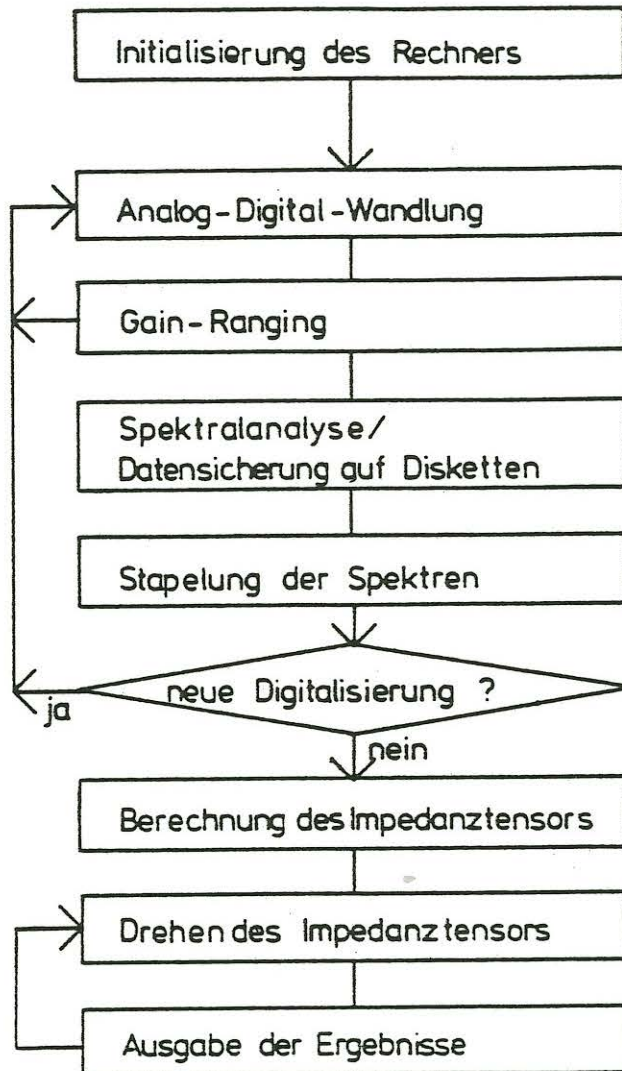 Initialisierung des Rechners
Analog-Digital-Wandlung
Gain-Ranging
Spektralanalyse/
Datensicherung auf Disketten
Stapelung der Spektren
neue Digitalisierung ?
ja
nein
Berechnung des Impedanztensors
Drehen des Impedanztensors
Ausgabe der Ergebnisse